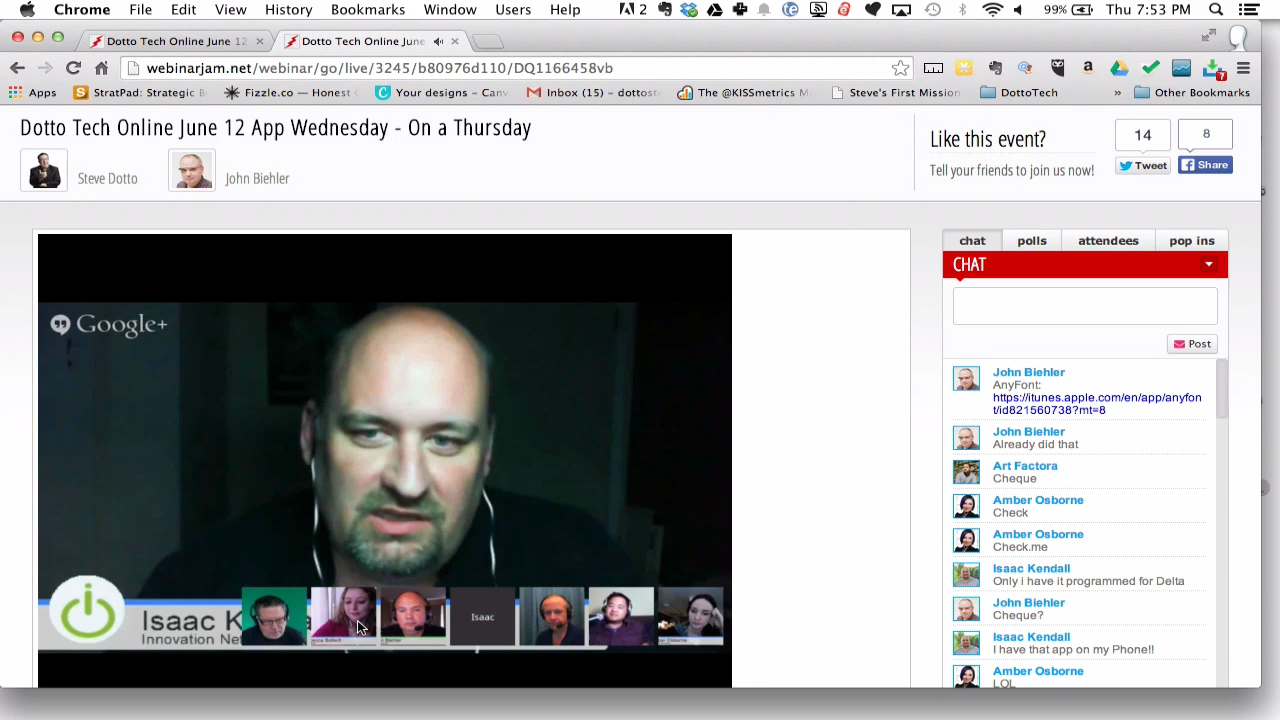 Chrome File Edit View History Bookmarks Window Users Help 2 99% Thu 7:53 PM
Dotto Tech Online June 12 Dotto Tech Online June
webinarjam.net/webinar/go/live/3245/b80976d110/DQ1166458vb 7
Apps StratPad: Strategic B Fizzle.co — Honest Your designs - Canv Inbox (15) – dottos The @KISSmetrics M Steve's First Mission DottoTech » Other Bookmarks
Dotto Tech Online June 12 App Wednesday - On a Thursday
Steve Dotto John Biehler
Like this event?
Tell your friends to join us now!
14 8
Tweet Share
Google+
Isaac K
Innovation Net
Isaac
chat polls attendees pop ins
CHAT
Post
John Biehler
AnyFont:
https://itunes.apple.com/en/app/anyfon
t/id821560738?mt=8
John Biehler
Already did that
Art Factora
Cheque
Amber Osborne
Check
Amber Osborne
Check.me
Isaac Kendall
Only i have it programmed for Delta
John Biehler
Cheque?
Isaac Kendall
I have that app on my Phone!!
Amber Osborne
LOL